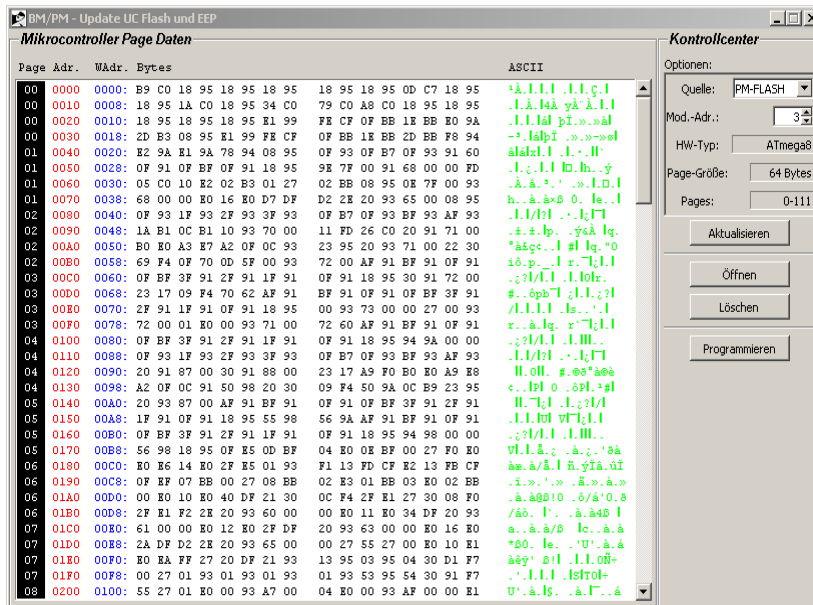 BM/PM - Update UC Flash und EEP
Mikrocontroller Page Daten
Page Adr. WAdr. Bytes ASCII
00 0000 0000: B9 C0 18 95 18 95 18 95 18 95 18 95 0D C7 18 95
00 0010 0008: 18 95 1A C0 18 95 34 C0 79 C0 A8 C0 18 95 18 95
00 0020 0010: 18 95 18 95 18 95 E1 99 FE CF 0F BB 1E BB E0 9A
00 0030 0018: 2D B3 08 95 E1 99 FE CF 0F BB 1E BB 2D BB F8 94
01 0040 0020: E2 9A E1 9A 78 94 08 95 0F 93 0F B7 0F 93 91 60
01 0050 0028: 0F 91 0F BF 0F 91 18 95 9E 7F 00 91 68 00 00 FD
01 0060 0030: 05 C0 10 E2 02 B3 01 27 02 BB 08 95 0E 7F 00 93
01 0070 0038: 68 00 00 E0 16 E0 D7 DF D2 2E 20 93 65 00 08 95
02 0080 0040: 0F 93 1F 93 2F 93 3F 93 0F B7 0F 93 BF 93 AF 93
02 0090 0048: 1A B1 0C B1 10 93 70 00 11 FD 26 C0 20 91 71 00
02 00A0 0050: B0 E0 A3 E7 A2 0F 0C 93 23 95 20 93 71 00 22 30
02 00B0 0058: 69 F4 0F 70 0D 5F 00 93 72 00 AF 91 BF 91 0F 91
03 00C0 0060: 0F BF 3F 91 2F 91 1F 91 0F 91 18 95 30 91 72 00
03 00D0 0068: 23 17 09 F4 70 62 AF 91 BF 91 0F 91 0F BF 3F 91
03 00E0 0070: 2F 91 1F 91 0F 91 18 95 00 93 73 00 00 27 00 93
03 00F0 0078: 72 00 01 E0 00 93 71 00 72 60 AF 91 BF 91 0F 91
04 0100 0080: 0F BF 3F 91 2F 91 1F 91 0F 91 18 95 94 9A 00 00
04 0110 0088: 0F 93 1F 93 2F 93 3F 93 0F B7 0F 93 BF 93 AF 93
04 0120 0090: 20 91 87 00 30 91 88 00 23 17 A9 F0 B0 E0 A9 E8
04 0130 0098: A2 0F 0C 91 50 98 20 30 09 F4 50 9A 0C B9 23 95
05 0140 00A0: 20 93 87 00 AF 91 BF 91 0F 91 0F BF 3F 91 2F 91
05 0150 00A8: 1F 91 0F 91 18 95 55 98 56 9A AF 91 BF 91 0F 91
05 0160 00B0: 0F BF 3F 91 2F 91 1F 91 0F 91 18 95 94 98 00 00
05 0170 00B8: 56 98 18 95 0F E5 0D BF 04 E0 0E BF 00 27 F0 E0
06 0180 00C0: E0 E6 14 E0 2F E5 01 93 F1 13 FD CF E2 13 FB CF
06 0190 00C8: 0F EF 07 BB 00 27 08 BB 02 E3 01 BB 03 E0 02 BB
06 01A0 00D0: 00 E0 10 E0 40 DF 21 30 0C F4 2F E1 27 30 08 F0
06 01B0 00D8: 2F E1 F2 2E 20 93 60 00 00 E0 11 E0 34 DF 20 93
07 01C0 00E0: 61 00 00 E0 12 E0 2F DF 20 93 63 00 00 E0 16 E0
07 01D0 00E8: 2A DF D2 2E 20 93 65 00 00 27 55 27 00 E0 10 E1
07 01E0 00F0: E0 EA FF 27 20 DF 21 93 13 95 03 95 04 30 D1 F7
07 01F0 00F8: 00 27 01 93 01 93 01 93 01 93 53 95 54 30 91 F7
08 0200 0100: 55 27 01 E0 00 93 A7 00 04 E0 00 93 AF 00 00 E1
Kontrollcenter
Optionen:
Quelle: PM-FLASH
Mod.-Adr.: 3
HW-Typ: ATmega8
Page-Größe: 64 Bytes
Pages: 0-111
Aktualisieren
Öffnen
Löschen
Programmieren